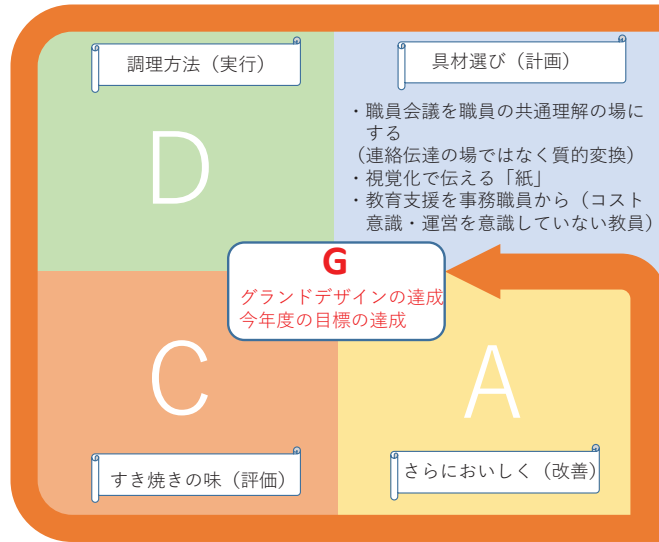 調理方法（実行）
D
具材選び（計画）
・職員会議を職員の共通理解の場に
する
（連絡伝達の場ではなく質的変換）
・視覚化で伝える「紙」
・教育支援を事務職員から（コスト
意識・運営を意識していない教員）
G
グランドデザインの達成
今年度の目標の達成
C
すき焼きの味（評価）
A
さらにおいしく（改善）